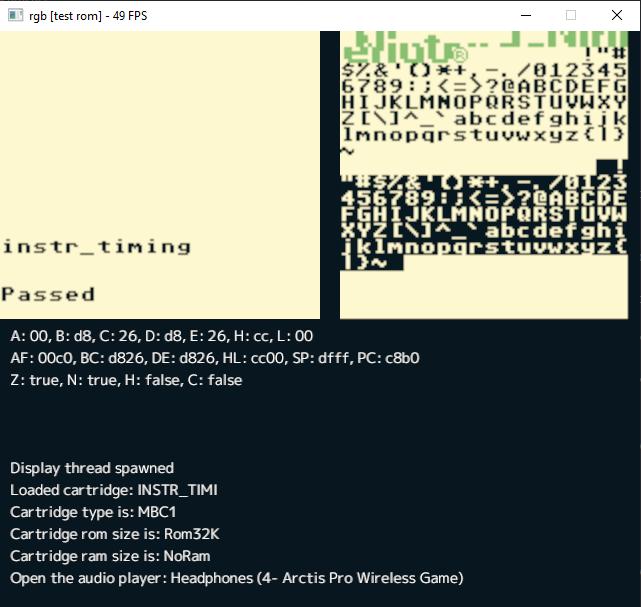 rgb [test rom] - 49 FPS
®
!"#
$%&'()*+,-./012345
6789:;<=>?@ABCDEFG
HIJKLMNOPQRSTUVWXY
Z[\]^_`abcdefghijk
lmnopqrstuvwxyz{|}
~
!
"#$%&'()*+,-./0123
456789:;<=>?@ABCDE
FGHIJKLMNOPQRSTUVW
XYZ[\]^_`abcdefghi
jklmnopqrstuvwxyz{
|}~
instr_timing
Passed
A: 00, B: d8, C: 26, D: d8, E: 26, H: cc, L: 00
AF: 00c0, BC: d826, DE: d826, HL: cc00, SP: dfff, PC: c8b0
Z: true, N: true, H: false, C: false
Display thread spawned
Loaded cartridge: INSTR_TIMI
Cartridge type is: MBC1
Cartridge rom size is: Rom32K
Cartridge ram size is: NoRam
Open the audio player: Headphones (4- Arctis Pro Wireless Game)